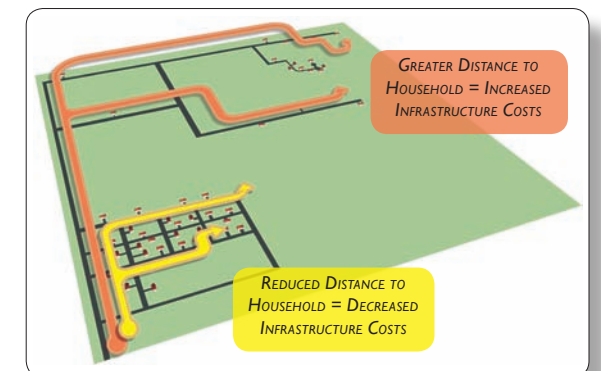 Greater Distance to
Household = Increased
Infrastructure Costs
Reduced Distance to
Household = Decreased
Infrastructure Costs